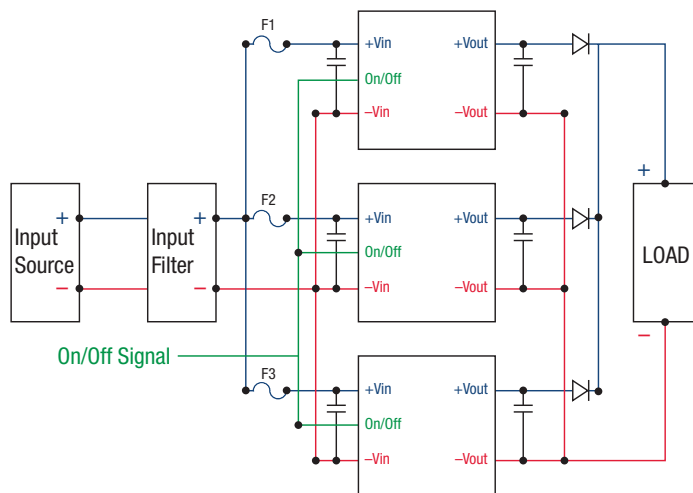 F1
+Vin
+Vout
On/Off
–Vin
–Vout
Input
Source
+
–
Input
Filter
+
–
F2
+Vin
+Vout
On/Off
–Vin
–Vout
+
LOAD
–
On/Off Signal
F3
+Vin
+Vout
On/Off
–Vin
–Vout